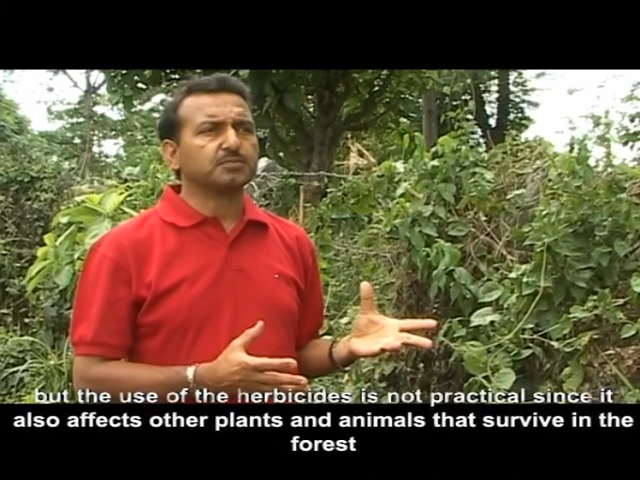 but the use of the herbicides is not practical since it
also affects other plants and animals that survive in the
forest